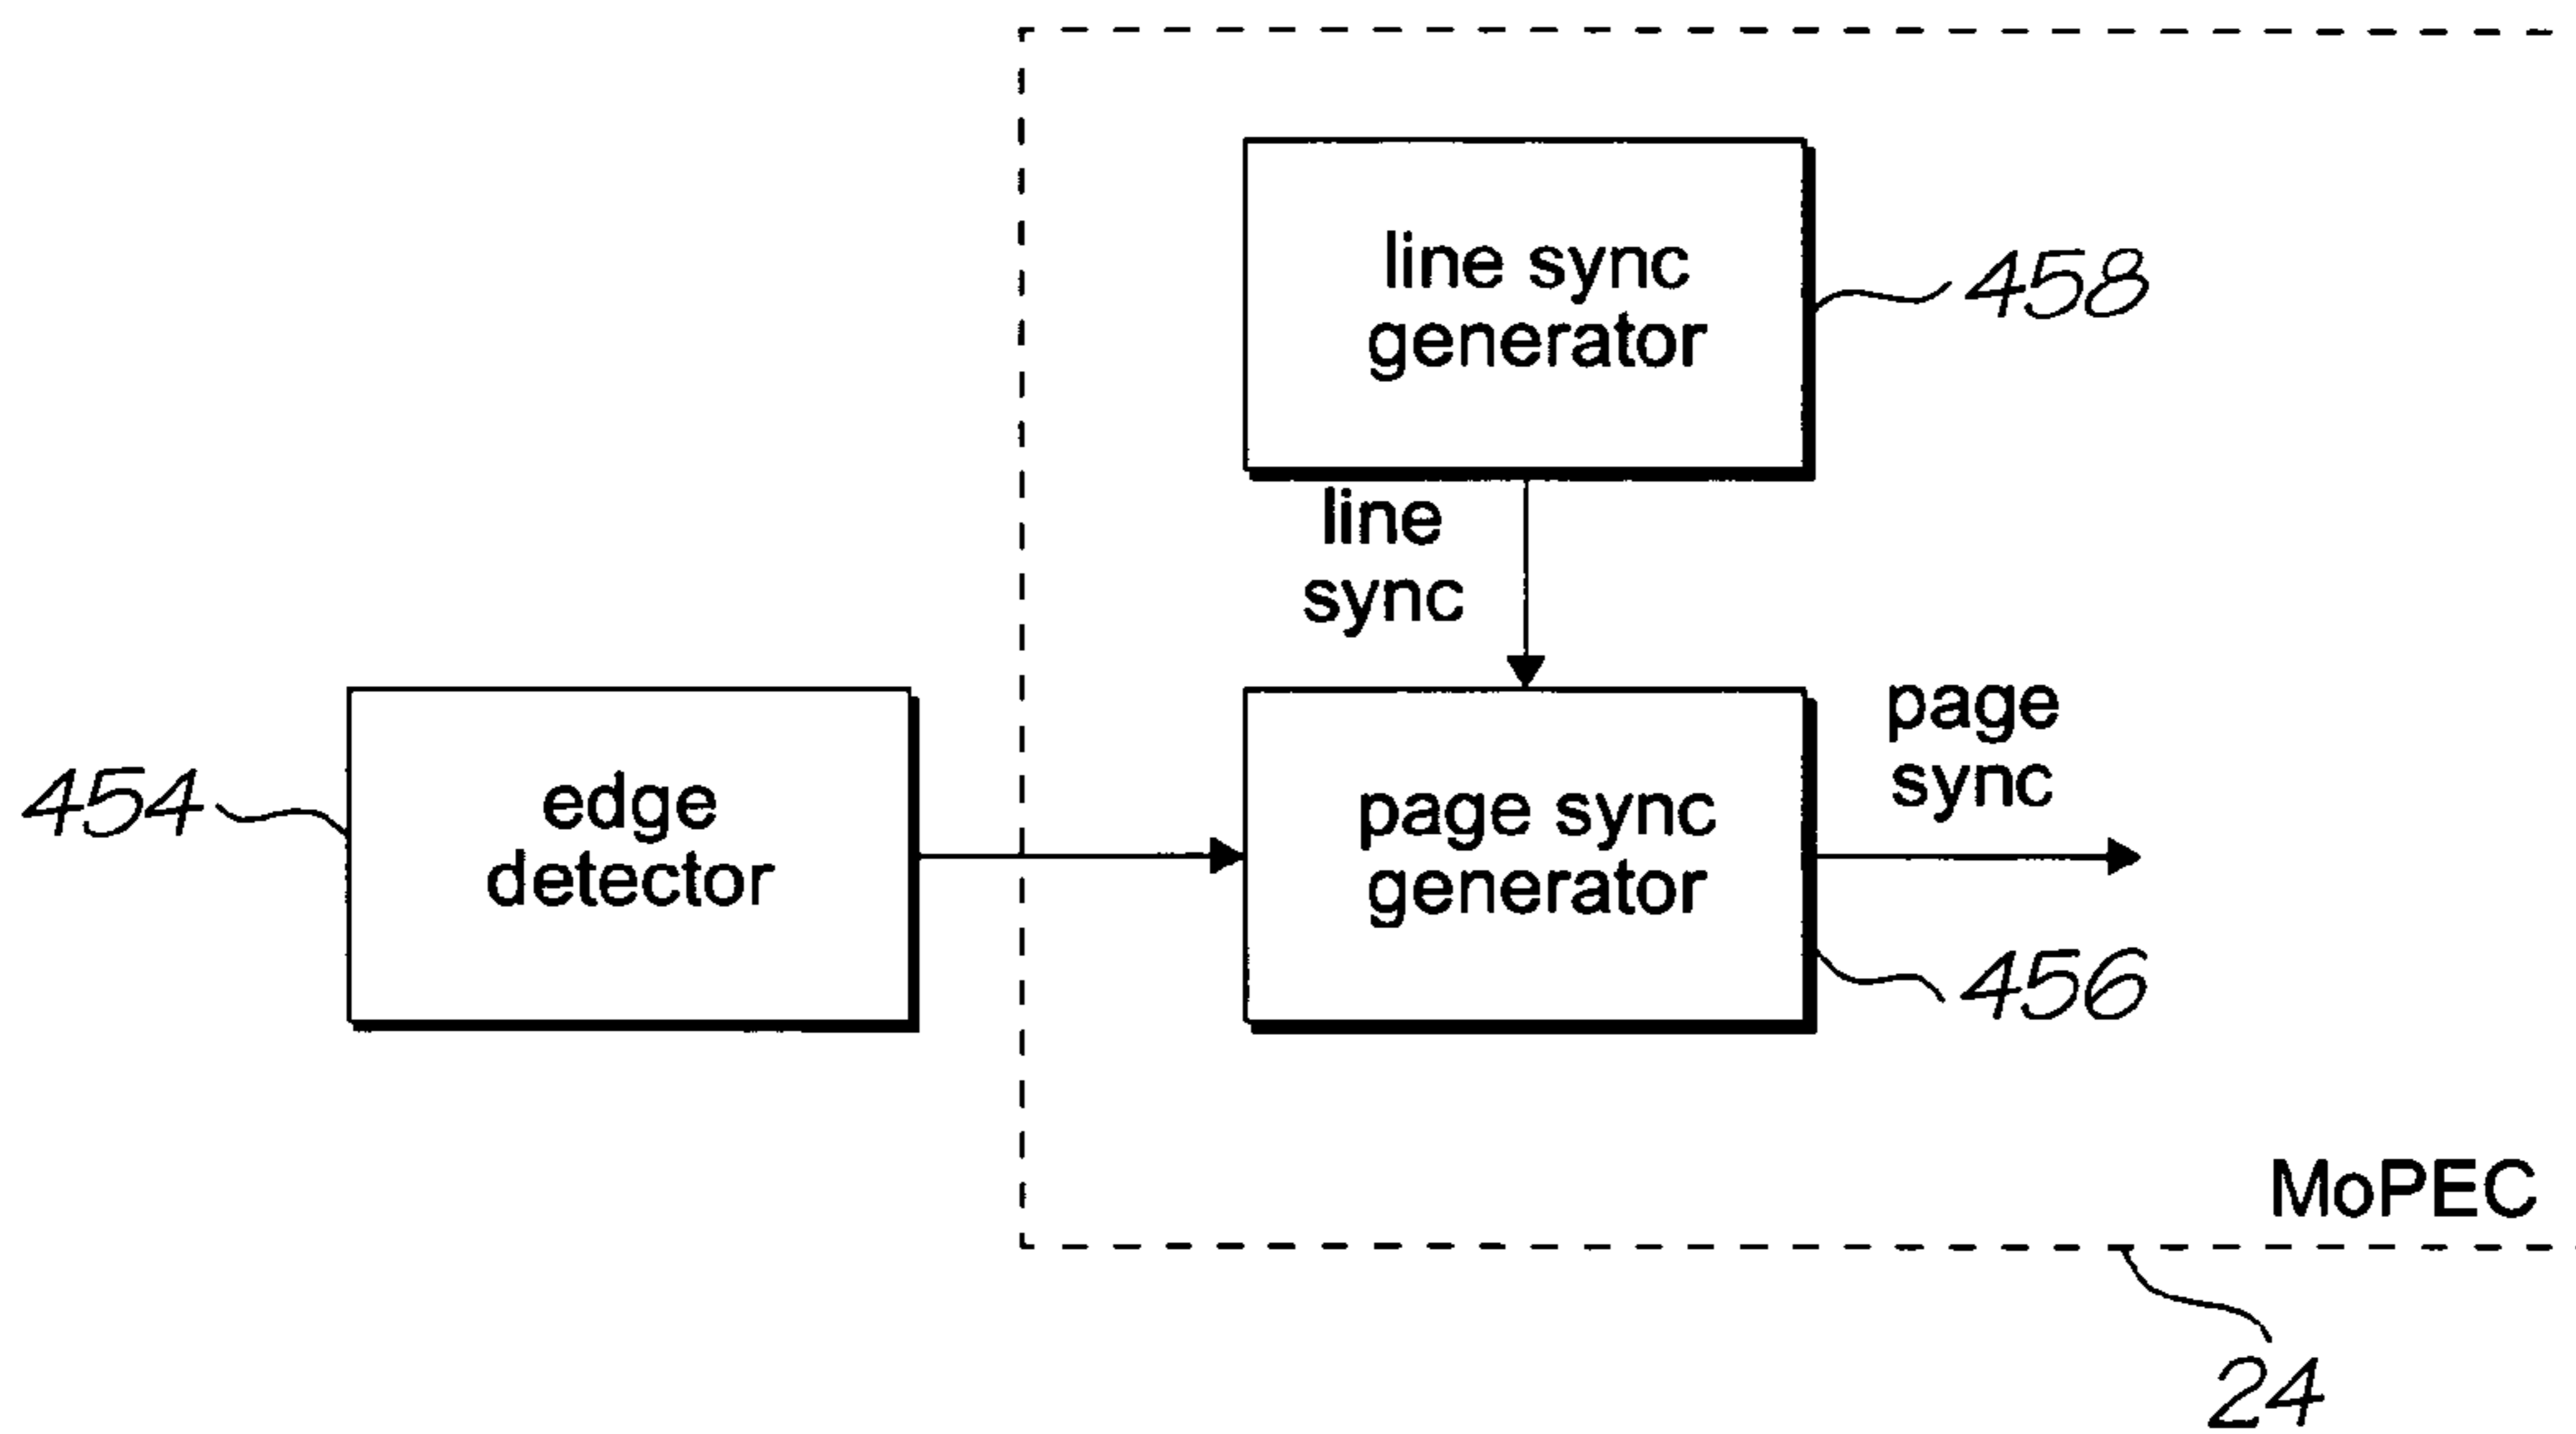 line sync
generator
458
line
sync
page
sync
454
edge
detector
page sync
generator
456
MoPEC
24